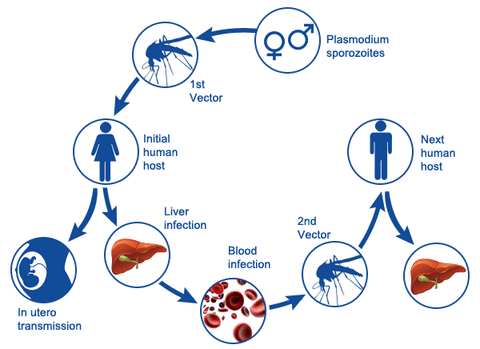 Plasmodium
sporozoites
1st
Vector
Initial
human
host
Next
human
host
Liver
infection
2nd
Vector
Blood
infection
In utero
transmission